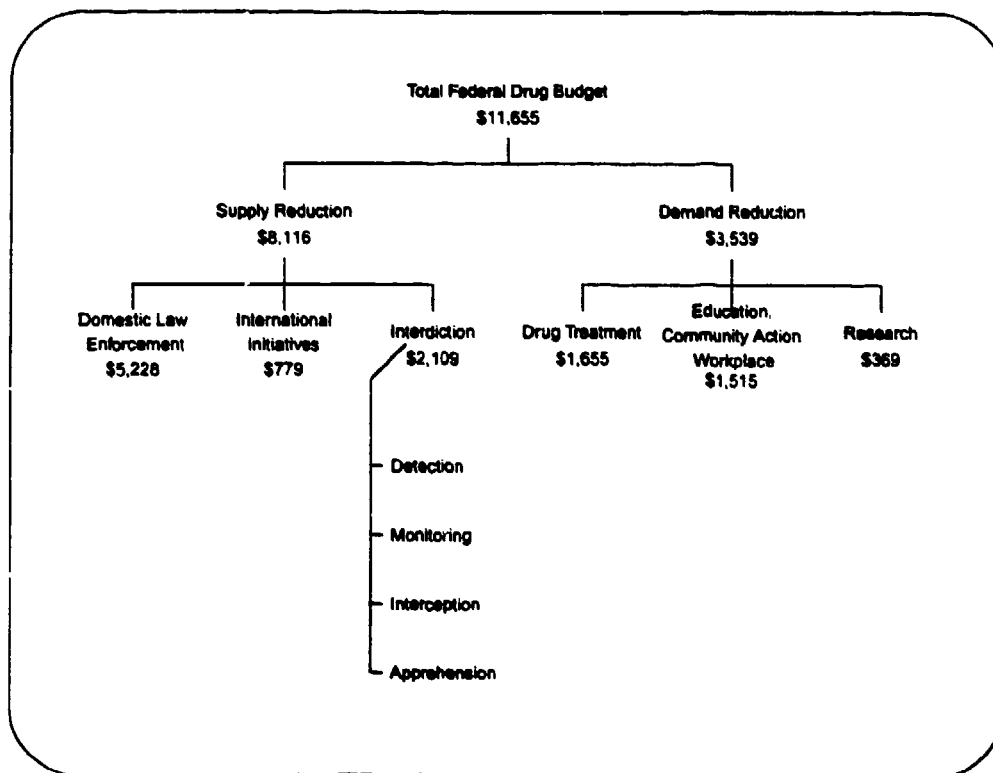 Total Federal Drug Budget
$11,655
Supply Reduction
$8,116
Demand Reduction
$3,539
Domestic Law
Enforcement
$5,228
International
Initiatives
$779
Interdiction
$2,109
Drug Treatment
$1,655
Education,
Community Action
Workplace
$1,515
Research
$369
Detection
Monitoring
Interception
Apprehension